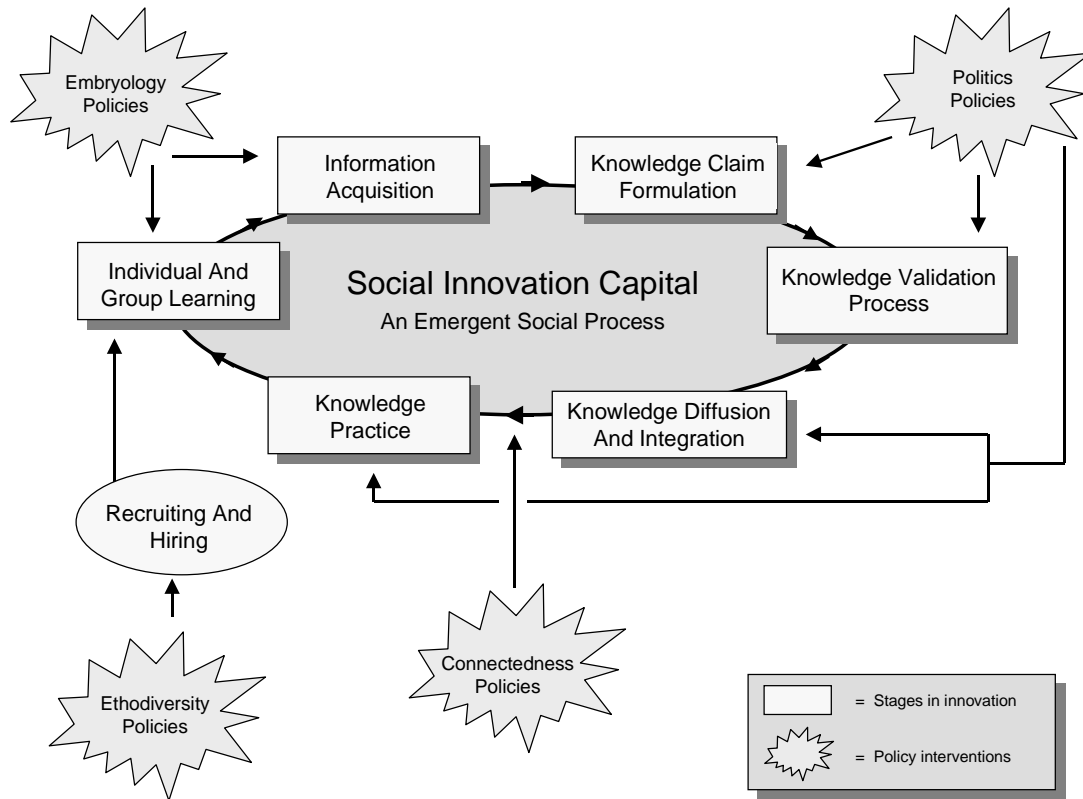 Embryology
Policies
Politics
Policies
Information
Acquisition
Knowledge Claim
Formulation
Individual And
Group Learning
Social Innovation Capital
An Emergent Social Process
Knowledge Validation
Process
Knowledge
Practice
Knowledge Diffusion
And Integration
Recruiting And
Hiring
Ethodiversity
Policies
Connectedness
Policies
= Stages in innovation
= Policy interventions